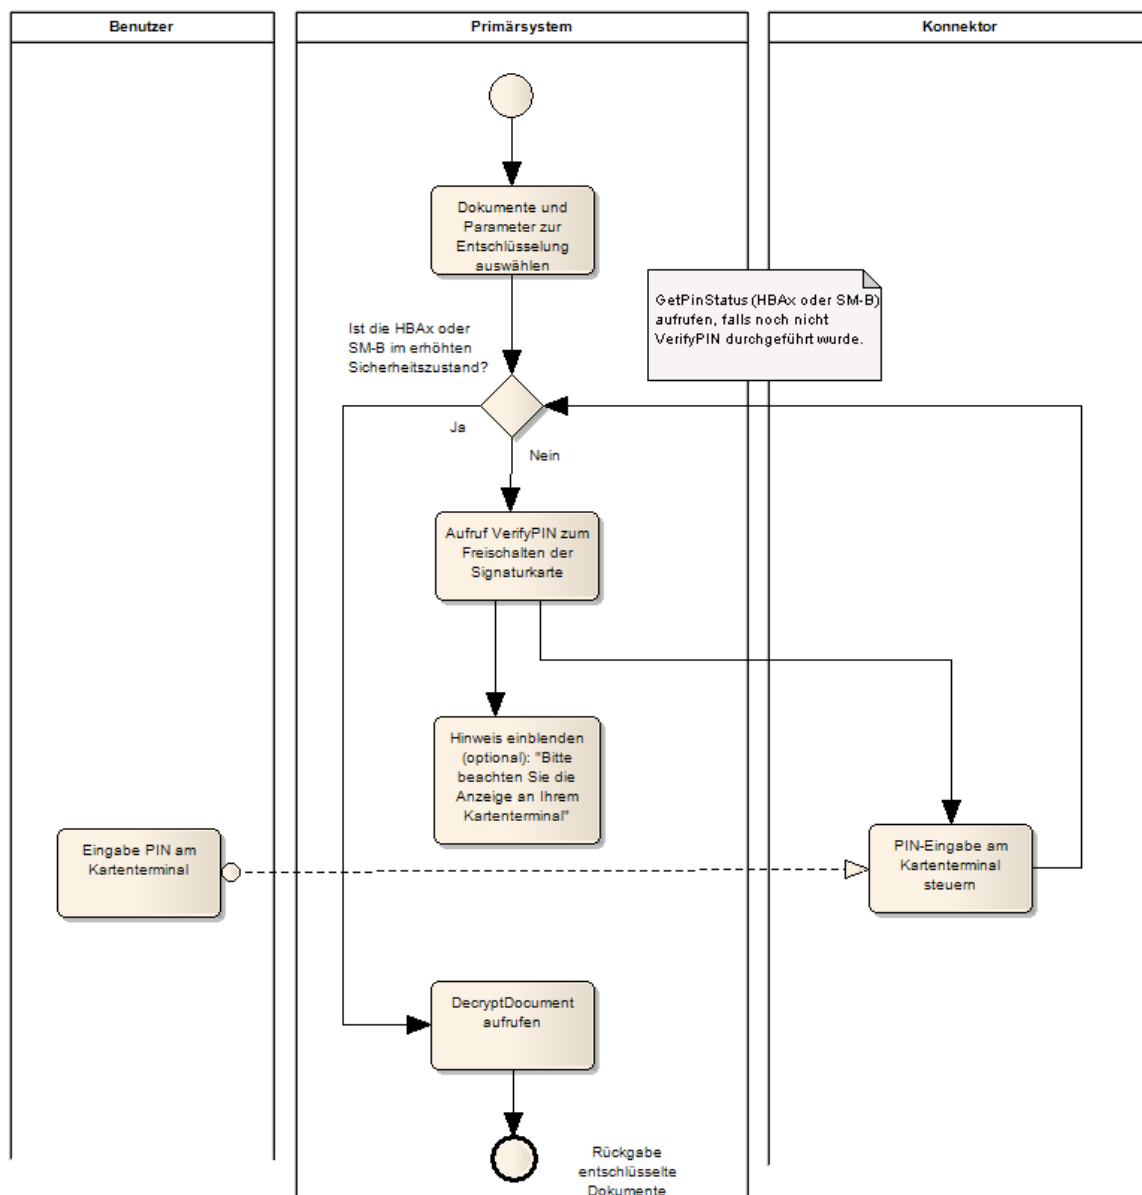 Benutzer
Primärsystem
Konnektor
Dokumente und
Parameter zur
Entschlüsselung
auswählen
GetPinStatus (HBAx oder SM-B)
aufrufen, falls noch nicht
VerifyPIN durchgeführt wurde.
Ist die HBAx oder
SM-B im erhöhten
Sicherheitszustand?
Ja
Nein
Aufruf VerifyPIN zum
Freischalten der
Signaturkarte
Hinweis einblenden
(optional): "Bitte
beachten Sie die
Anzeige an Ihrem
Kartenterminal"
Eingabe PIN am
Kartenterminal
PIN-Eingabe am
Kartenterminal
steuern
DecryptDocument
aufrufen
Rückgabe
entschlüsselte
Dokumente